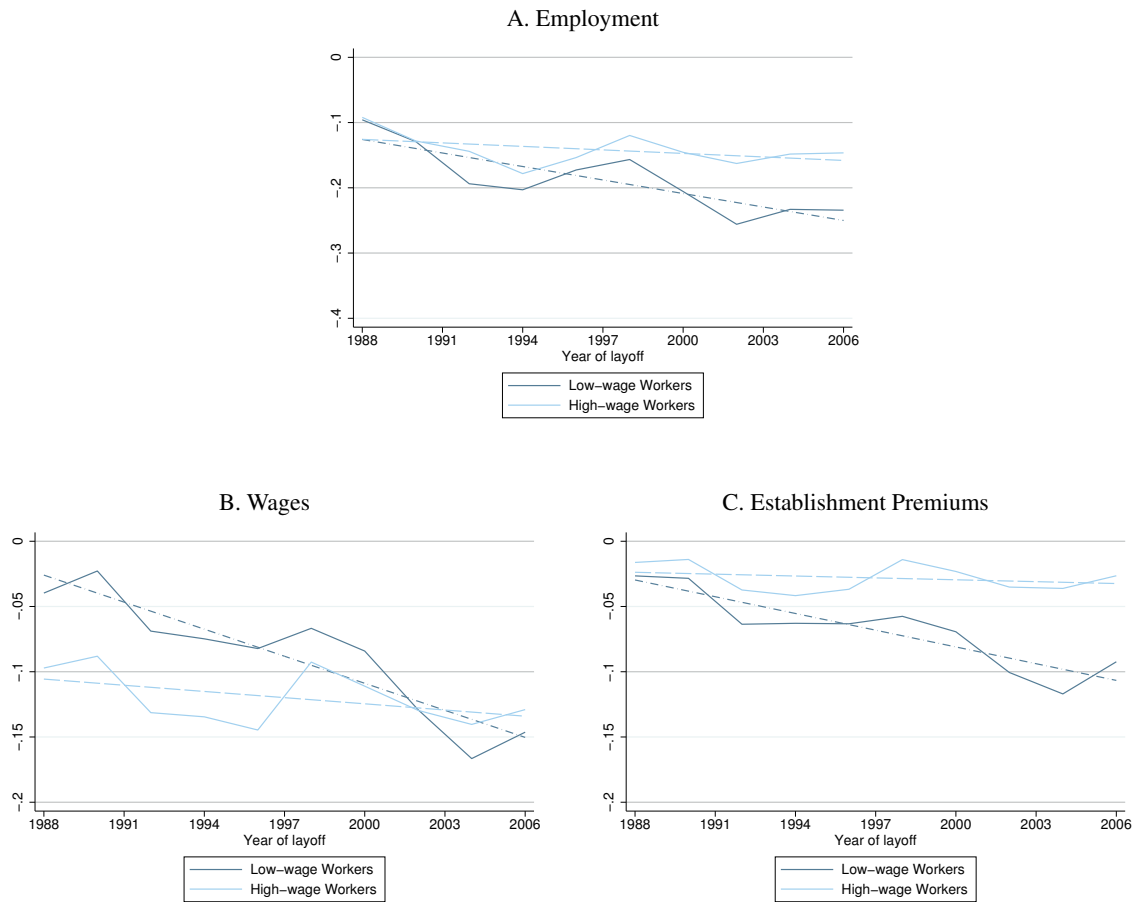 A. Employment
0
−.1
−.2
−.3
−.4
1988 1991 1994 1997 2000 2003 2006
Year of layoff
Low−wage Workers
High−wage Workers
B. Wages
0
−.05
−.1
−.15
−.2
1988 1991 1994 1997 2000 2003 2006
Year of layoff
Low−wage Workers
High−wage Workers
C. Establishment Premiums
0
−.05
−.1
−.15
−.2
1988 1991 1994 1997 2000 2003 2006
Year of layoff
Low−wage Workers
High−wage Workers